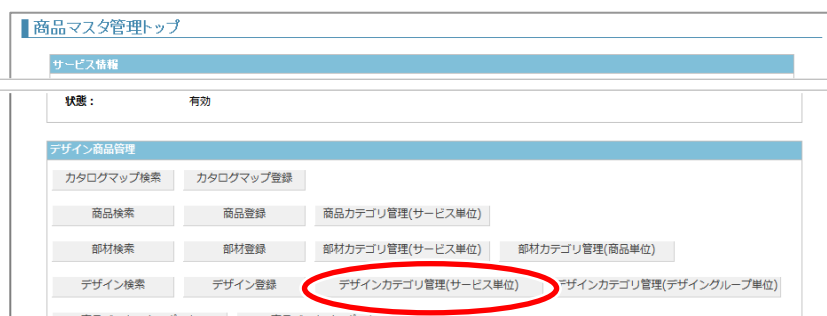 商品マスタ管理トップ
サービス情報
状態： 有効
デザイン商品管理
カタログマップ検索 カタログマップ登録
商品検索 商品登録 商品カテゴリ管理(サービス単位)
部材検索 部材登録 部材カテゴリ管理(サービス単位) 部材カテゴリ管理(商品単位)
デザイン検索 デザイン登録 デザインカテゴリ管理(サービス単位) デザインカテゴリ管理(デザイングループ単位)